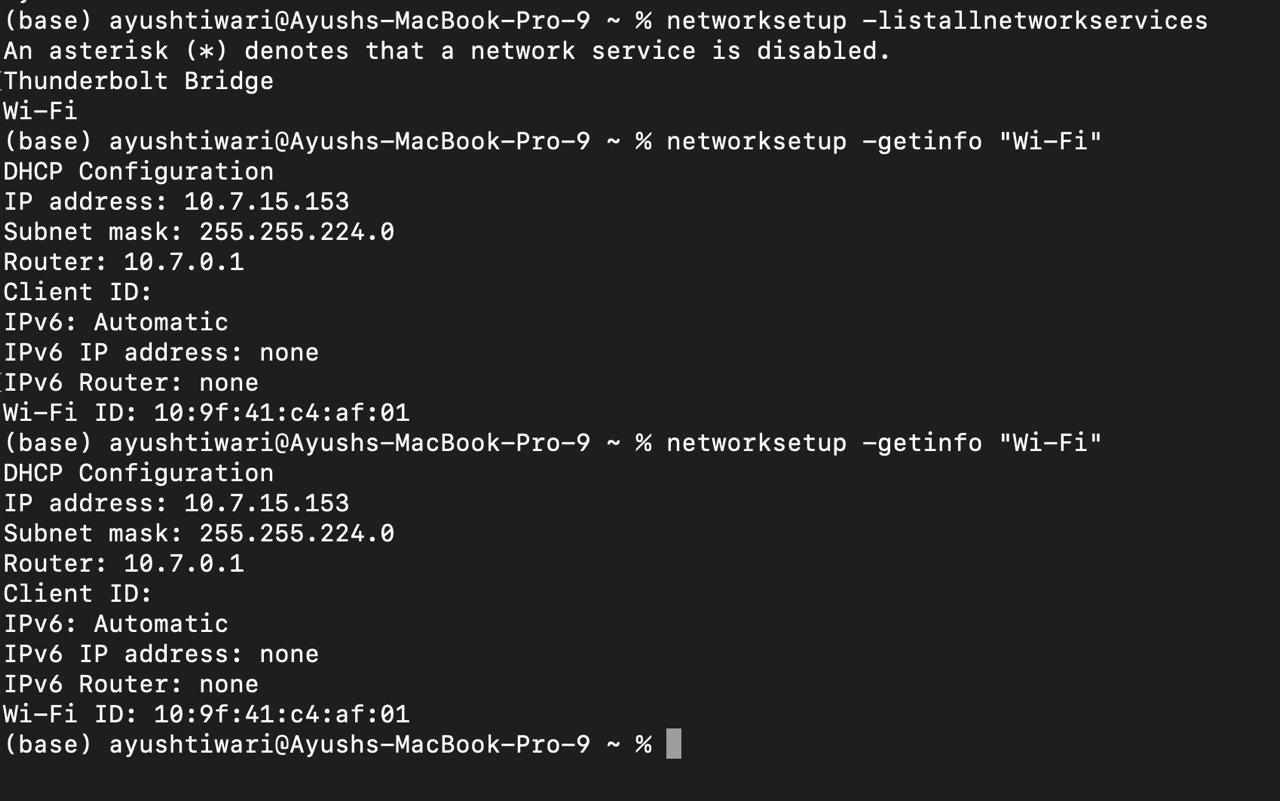 (base) ayushtiwari@Ayushs-MacBook-Pro-9 ~ % networksetup -listallnetworkservices
An asterisk (*) denotes that a network service is disabled.
Thunderbolt Bridge
Wi-Fi
(base) ayushtiwari@Ayushs-MacBook-Pro-9 ~ % networksetup -getinfo "Wi-Fi"
DHCP Configuration
IP address: 10.7.15.153
Subnet mask: 255.255.224.0
Router: 10.7.0.1
Client ID:
IPv6: Automatic
IPv6 IP address: none
IPv6 Router: none
Wi-Fi ID: 10:9f:41:c4:af:01
(base) ayushtiwari@Ayushs-MacBook-Pro-9 ~ % networksetup -getinfo "Wi-Fi"
DHCP Configuration
IP address: 10.7.15.153
Subnet mask: 255.255.224.0
Router: 10.7.0.1
Client ID:
IPv6: Automatic
IPv6 IP address: none
IPv6 Router: none
Wi-Fi ID: 10:9f:41:c4:af:01
(base) ayushtiwari@Ayushs-MacBook-Pro-9 ~ %